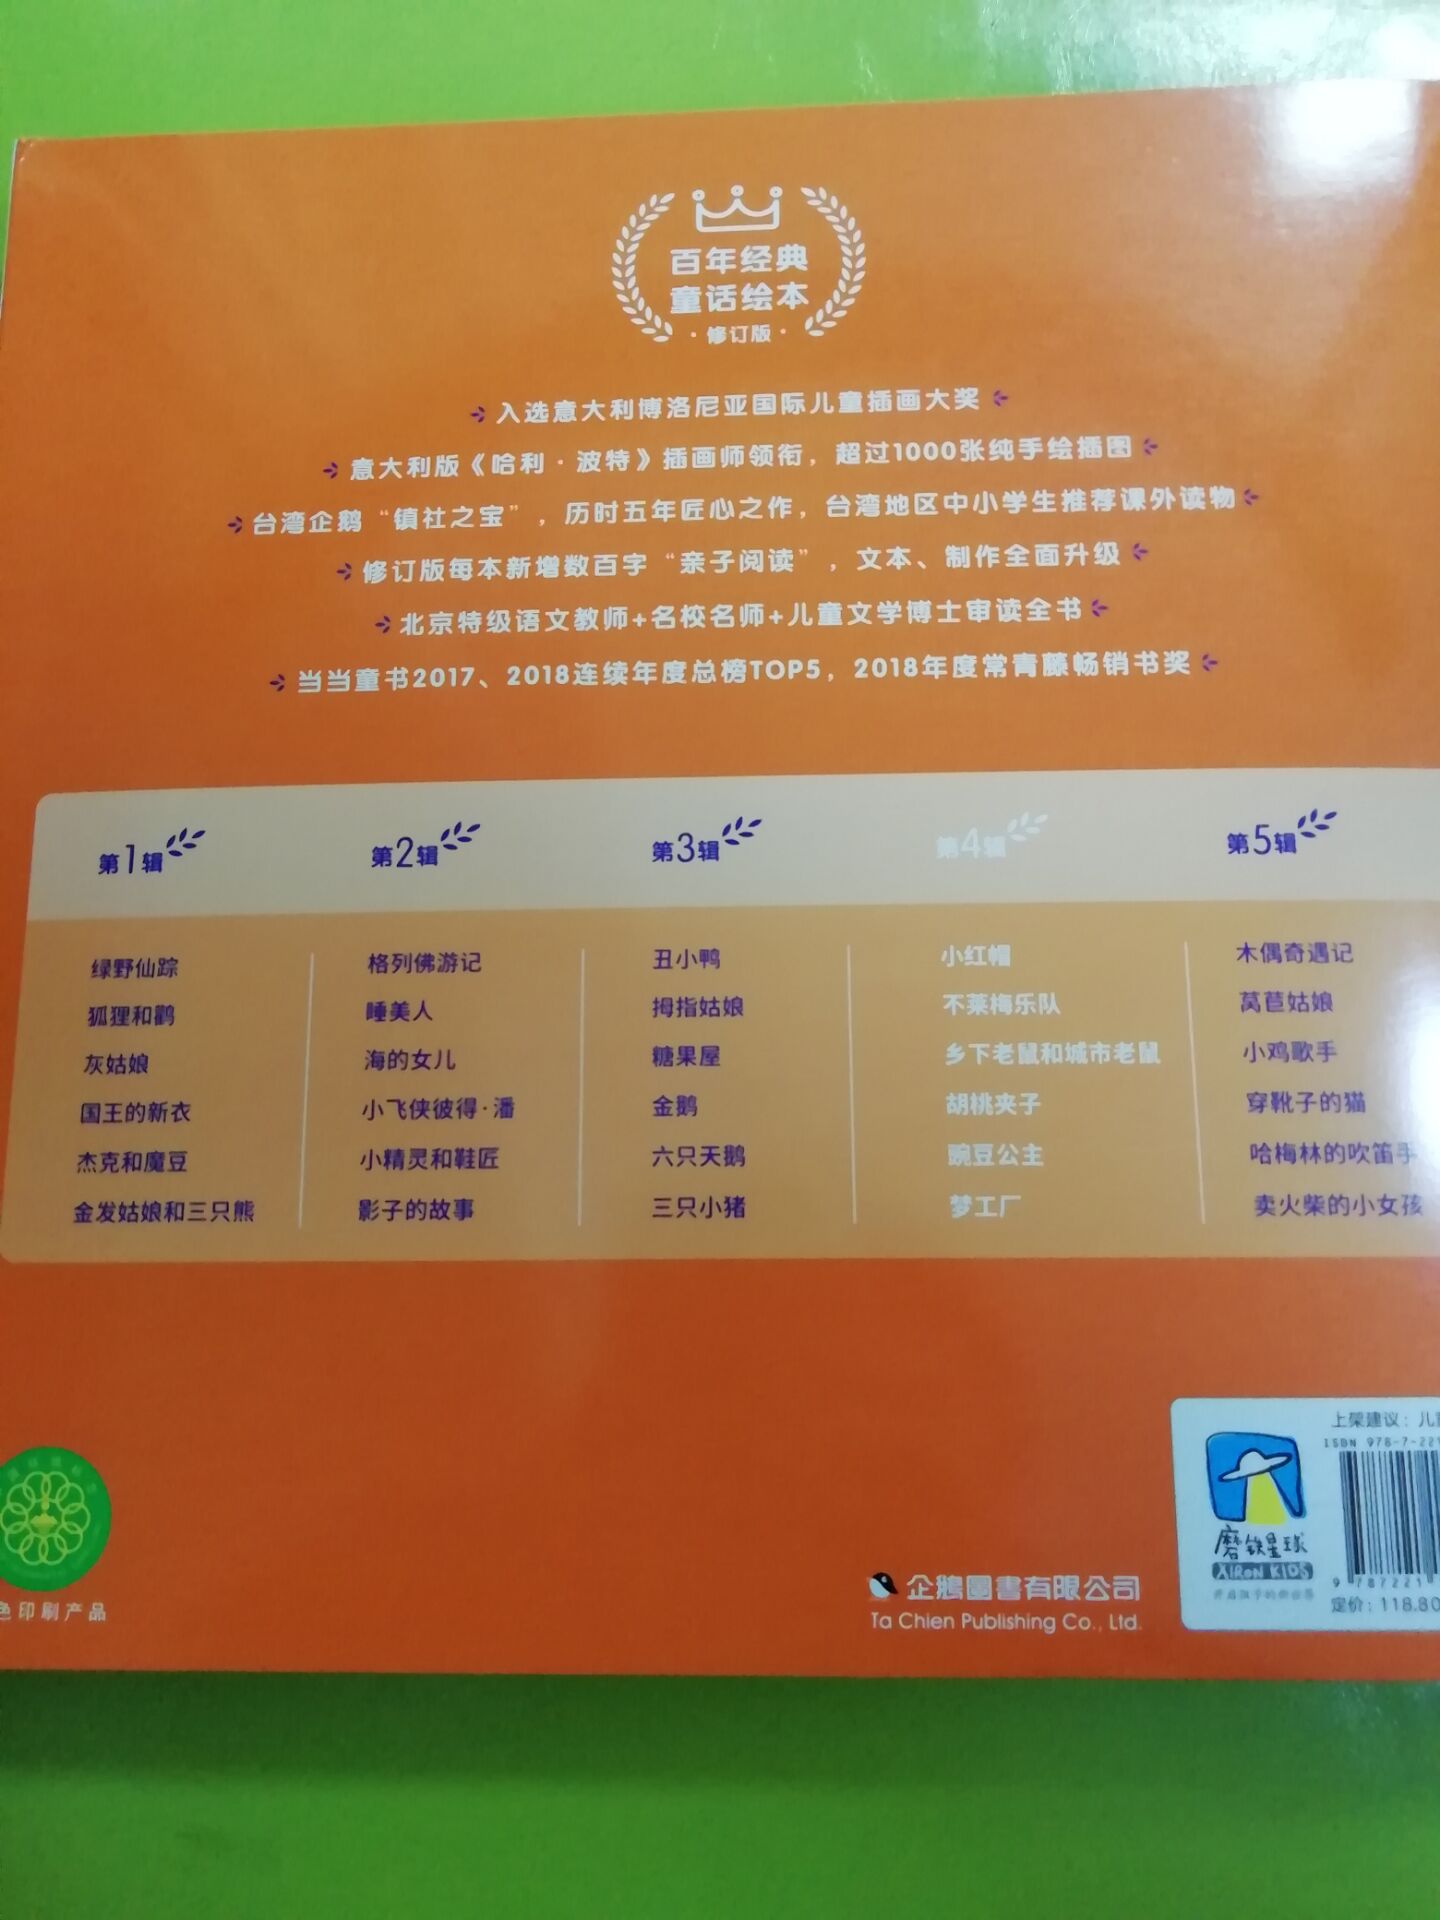 百年经典
童话绘本
·修订版·
入选意大利博洛尼亚国际儿童插画大奖
意大利版《哈利·波特》插画师领衔，超过1000张纯手绘插图
台湾企鹅“镇社之宝”，历时五年匠心之作，台湾地区中小学生推荐课外读物
修订版每本新增数百字“亲子阅读”，文本、制作全面升级
北京特级语文教师+名校名师+儿童文学博士审读全书
当当童书2017、2018连续年度总榜TOP5，2018年度常青藤畅销书奖
第1辑 第2辑 第3辑 第4辑 第5辑
绿野仙踪 格列佛游记 丑小鸭 小红帽 木偶奇遇记
狐狸和鹳 睡美人 拇指姑娘 不莱梅乐队 莴苣姑娘
灰姑娘 海的女儿 糖果屋 乡下老鼠和城市老鼠 小鸡歌手
国王的新衣 小飞侠彼得·潘 金鹅 胡桃夹子 穿靴子的猫
杰克和魔豆 小精灵和鞋匠 六只天鹅 豌豆公主 哈梅林的吹笛手
金发姑娘和三只熊 影子的故事 三只小猪 梦工厂 卖火柴的小女孩
上架建议：儿
ISBN 978-7-221
磨铁星球
XIRON KIDS
9 787221
定价：118.80
色印刷产品
企鵝圖書有限公司
Ta Chien Publishing Co., Ltd.